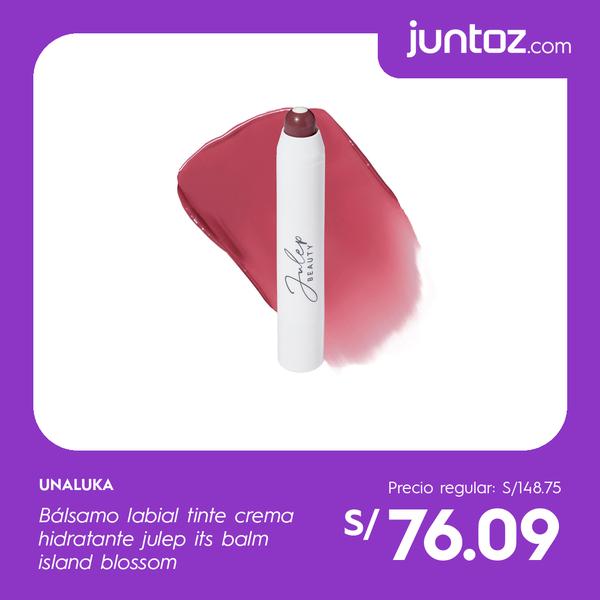 juntoz.com
Julep
BEAUTY
UNALUKA
Bálsamo labial tinte crema
hidratante julep its balm
island blossom
Precio regular: S/148.75
S/76.09